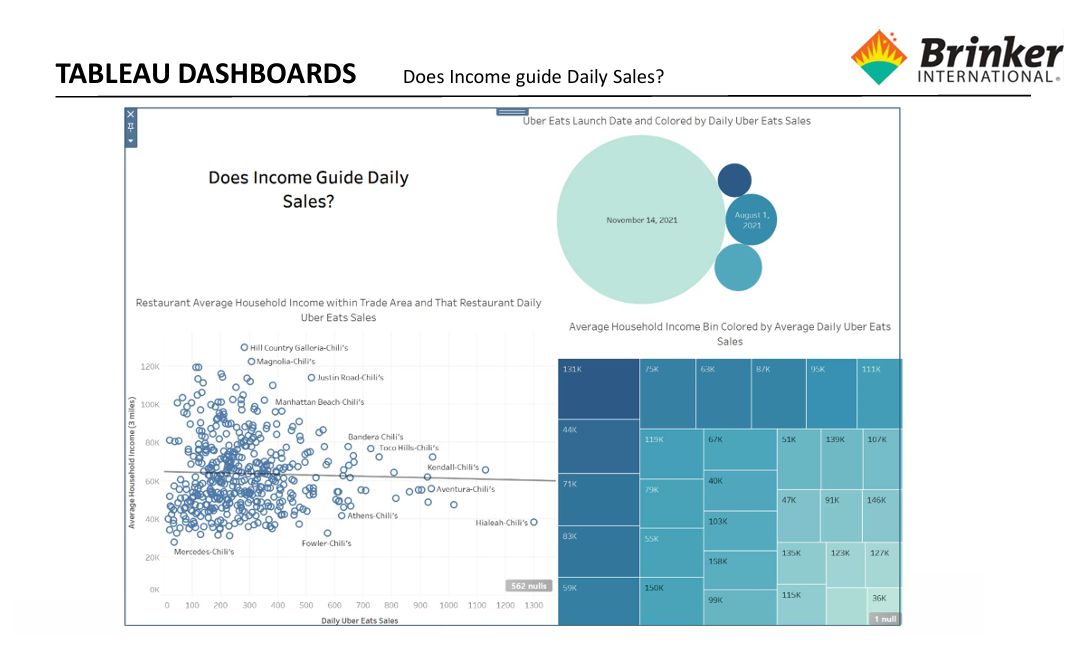 TABLEAU DASHBOARDS
Does Income guide Daily Sales?
Brinker
INTERNATIONAL®
Does Income Guide Daily
Sales?
Uber Eats Launch Date and Colored by Daily Uber Eats Sales
November 14, 2021
August 1,
2021
Restaurant Average Household Income within Trade Area and That Restaurant Daily
Uber Eats Sales
Average Household Income (3 miles)
120K
100K
80K
60K
40K
20K
0K
Hill Country Galleria-Chili's
Magnolia-Chili's
Justin Road-Chili's
Manhattan Beach-Chili's
Bandera Chili's
Toco Hills-Chili's
Kendall-Chili's
Aventura-Chili's
Athens-Chili's
Hialeah-Chili's
Fowler-Chili's
Mercedes-Chili's
562 nulls
0 100 200 300 400 500 600 700 800 900 1000 1100 1200 1300
Daily Uber Eats Sales
Average Household Income Bin Colored by Average Daily Uber Eats
Sales
131K
44K
71K
83K
59K
75K
63K
87K
95K
111K
119K
79K
55K
150K
67K
40K
103K
158K
99K
51K
139K
107K
47K
91K
146K
135K
123K
127K
115K
36K
1 null